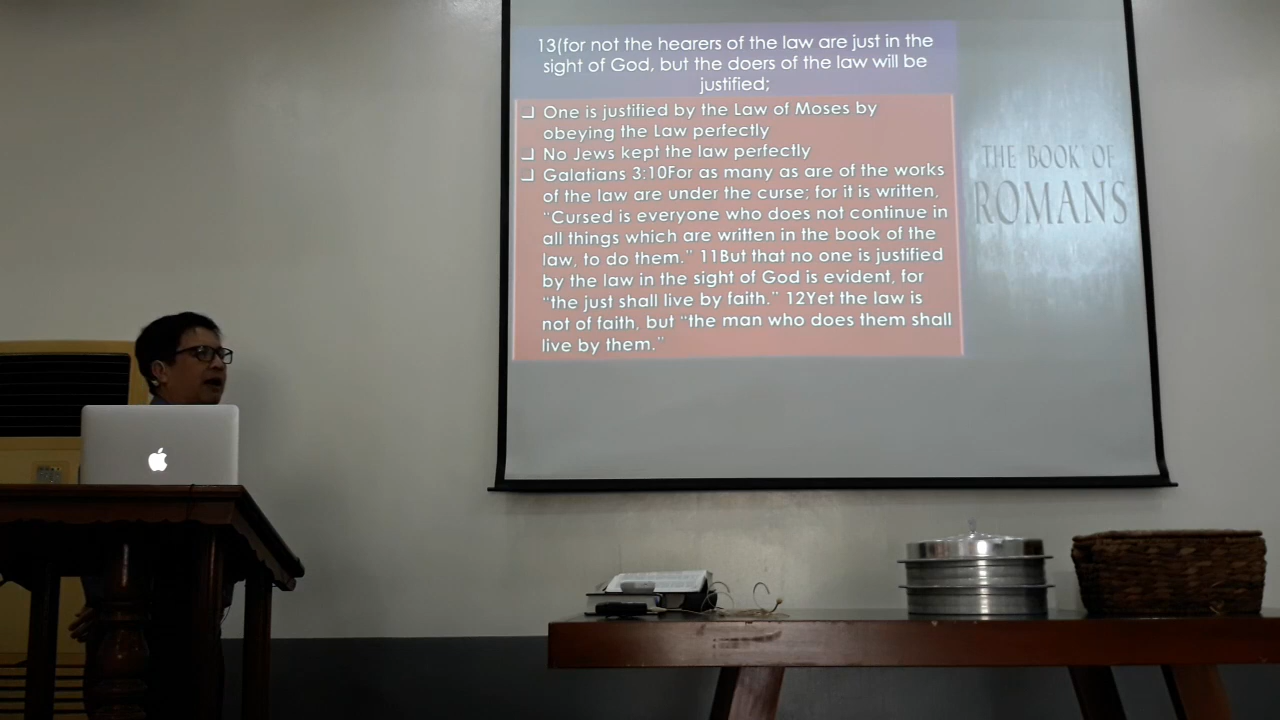 13(for not the hearers of the law are just in the
sight of God, but the doers of the law will be
justified;
One is justified by the Law of Moses by
obeying the Law perfectly
No Jews kept the law perfectly
Galatians 3:10For as many as are of the works
of the law are under the curse; for it is written,
“Cursed is everyone who does not continue in
all things which are written in the book of the
law, to do them.” 11But that no one is justified
by the law in the sight of God is evident, for
“the just shall live by faith.” 12Yet the law is
not of faith, but “the man who does them shall
live by them.”
THE BOOK OF
ROMANS